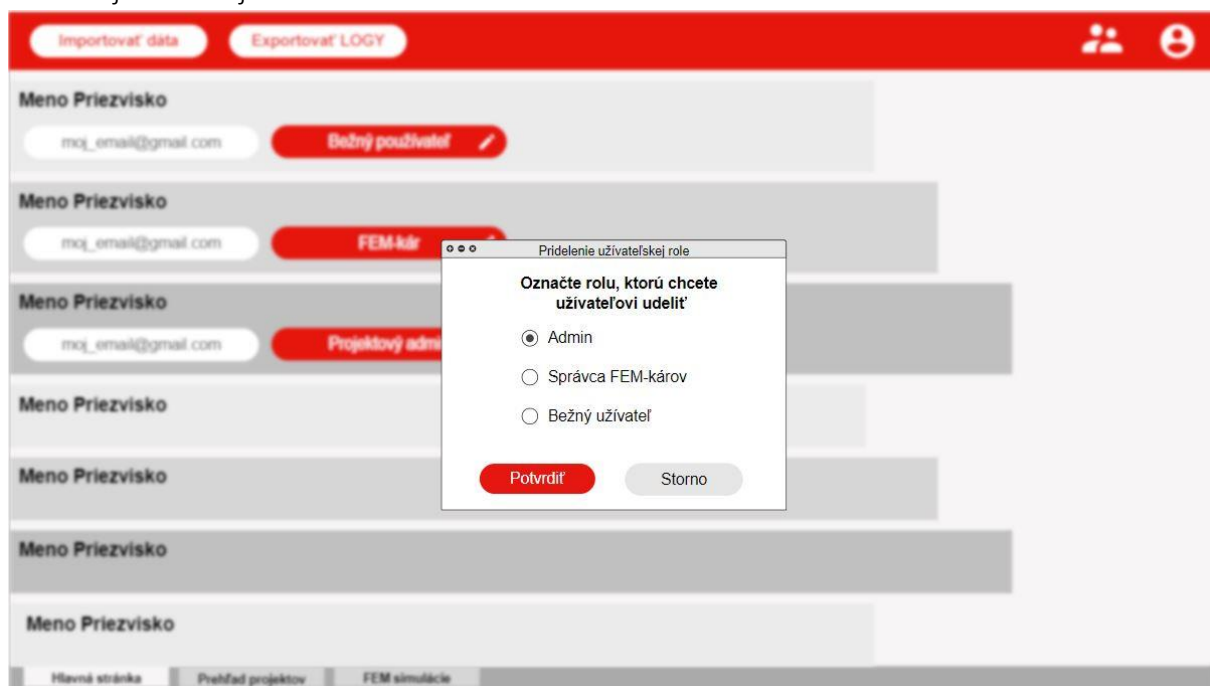 Importovať dáta
Exportovať LOGY
Meno Priezvisko
moj_email@gmail.com
Bežný používateľ
Meno Priezvisko
moj_email@gmail.com
FEM-kár
Meno Priezvisko
moj_email@gmail.com
Projektový admi
Pridelenie užívateľskej role
Označte rolu, ktorú chcete
užívateľovi udeliť
Admin
Správca FEM-károv
Bežný užívateľ
Potvrdiť
Storno
Meno Priezvisko
Meno Priezvisko
Meno Priezvisko
Meno Priezvisko
Hlavná stránka
Prehľad projektov
FEM simulácie